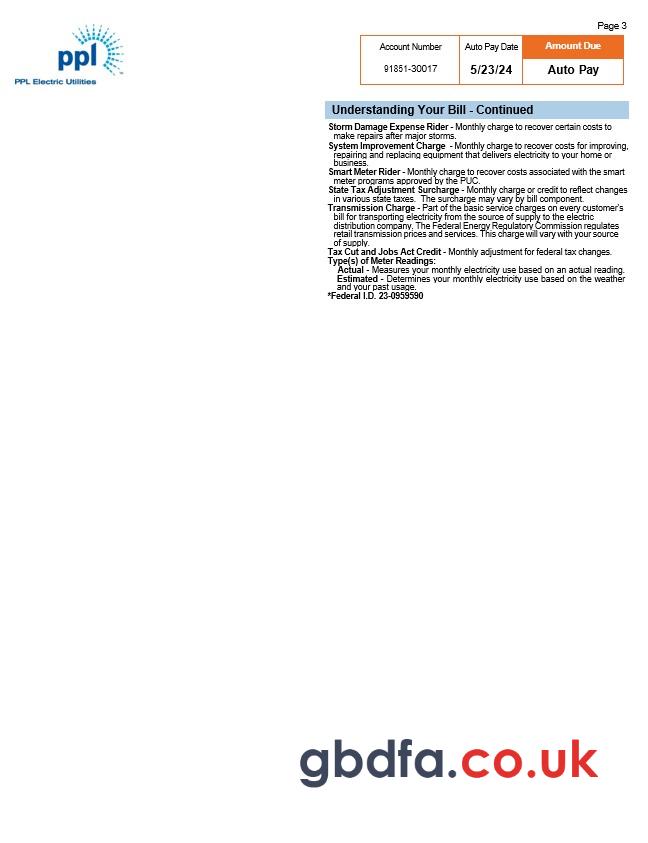 Page 3
ppl
PPL Electric Utilities
Account Number
Auto Pay Date
Amount Due
91851-30017
5/23/24
Auto Pay
Understanding Your Bill - Continued
Storm Damage Expense Rider - Monthly charge to recover certain costs to
make repairs after major storms.
System Improvement Charge - Monthly charge to recover costs for improving,
repairing and replacing equipment that delivers electricity to your home or
business.
Smart Meter Rider - Monthly charge to recover costs associated with the smart
meter programs approved by the PUC.
State Tax Adjustment Surcharge - Monthly charge or credit to reflect changes
in various state taxes. The surcharge may vary by bill component.
Transmission Charge - Part of the basic service charges on every customer's
bill for transporting electricity from the source of supply to the electric
distribution company. The Federal Energy Regulatory Commission regulates
retail transmission prices and services. This charge will vary with your source
of supply.
Tax Cut and Jobs Act Credit - Monthly adjustment for federal tax changes.
Type(s) of Meter Readings:
Actual - Measures your monthly electricity use based on an actual reading.
Estimated - Determines your monthly electricity use based on the weather
and your past usage.
*Federal I.D. 23-0959590
gbdfa.co.uk